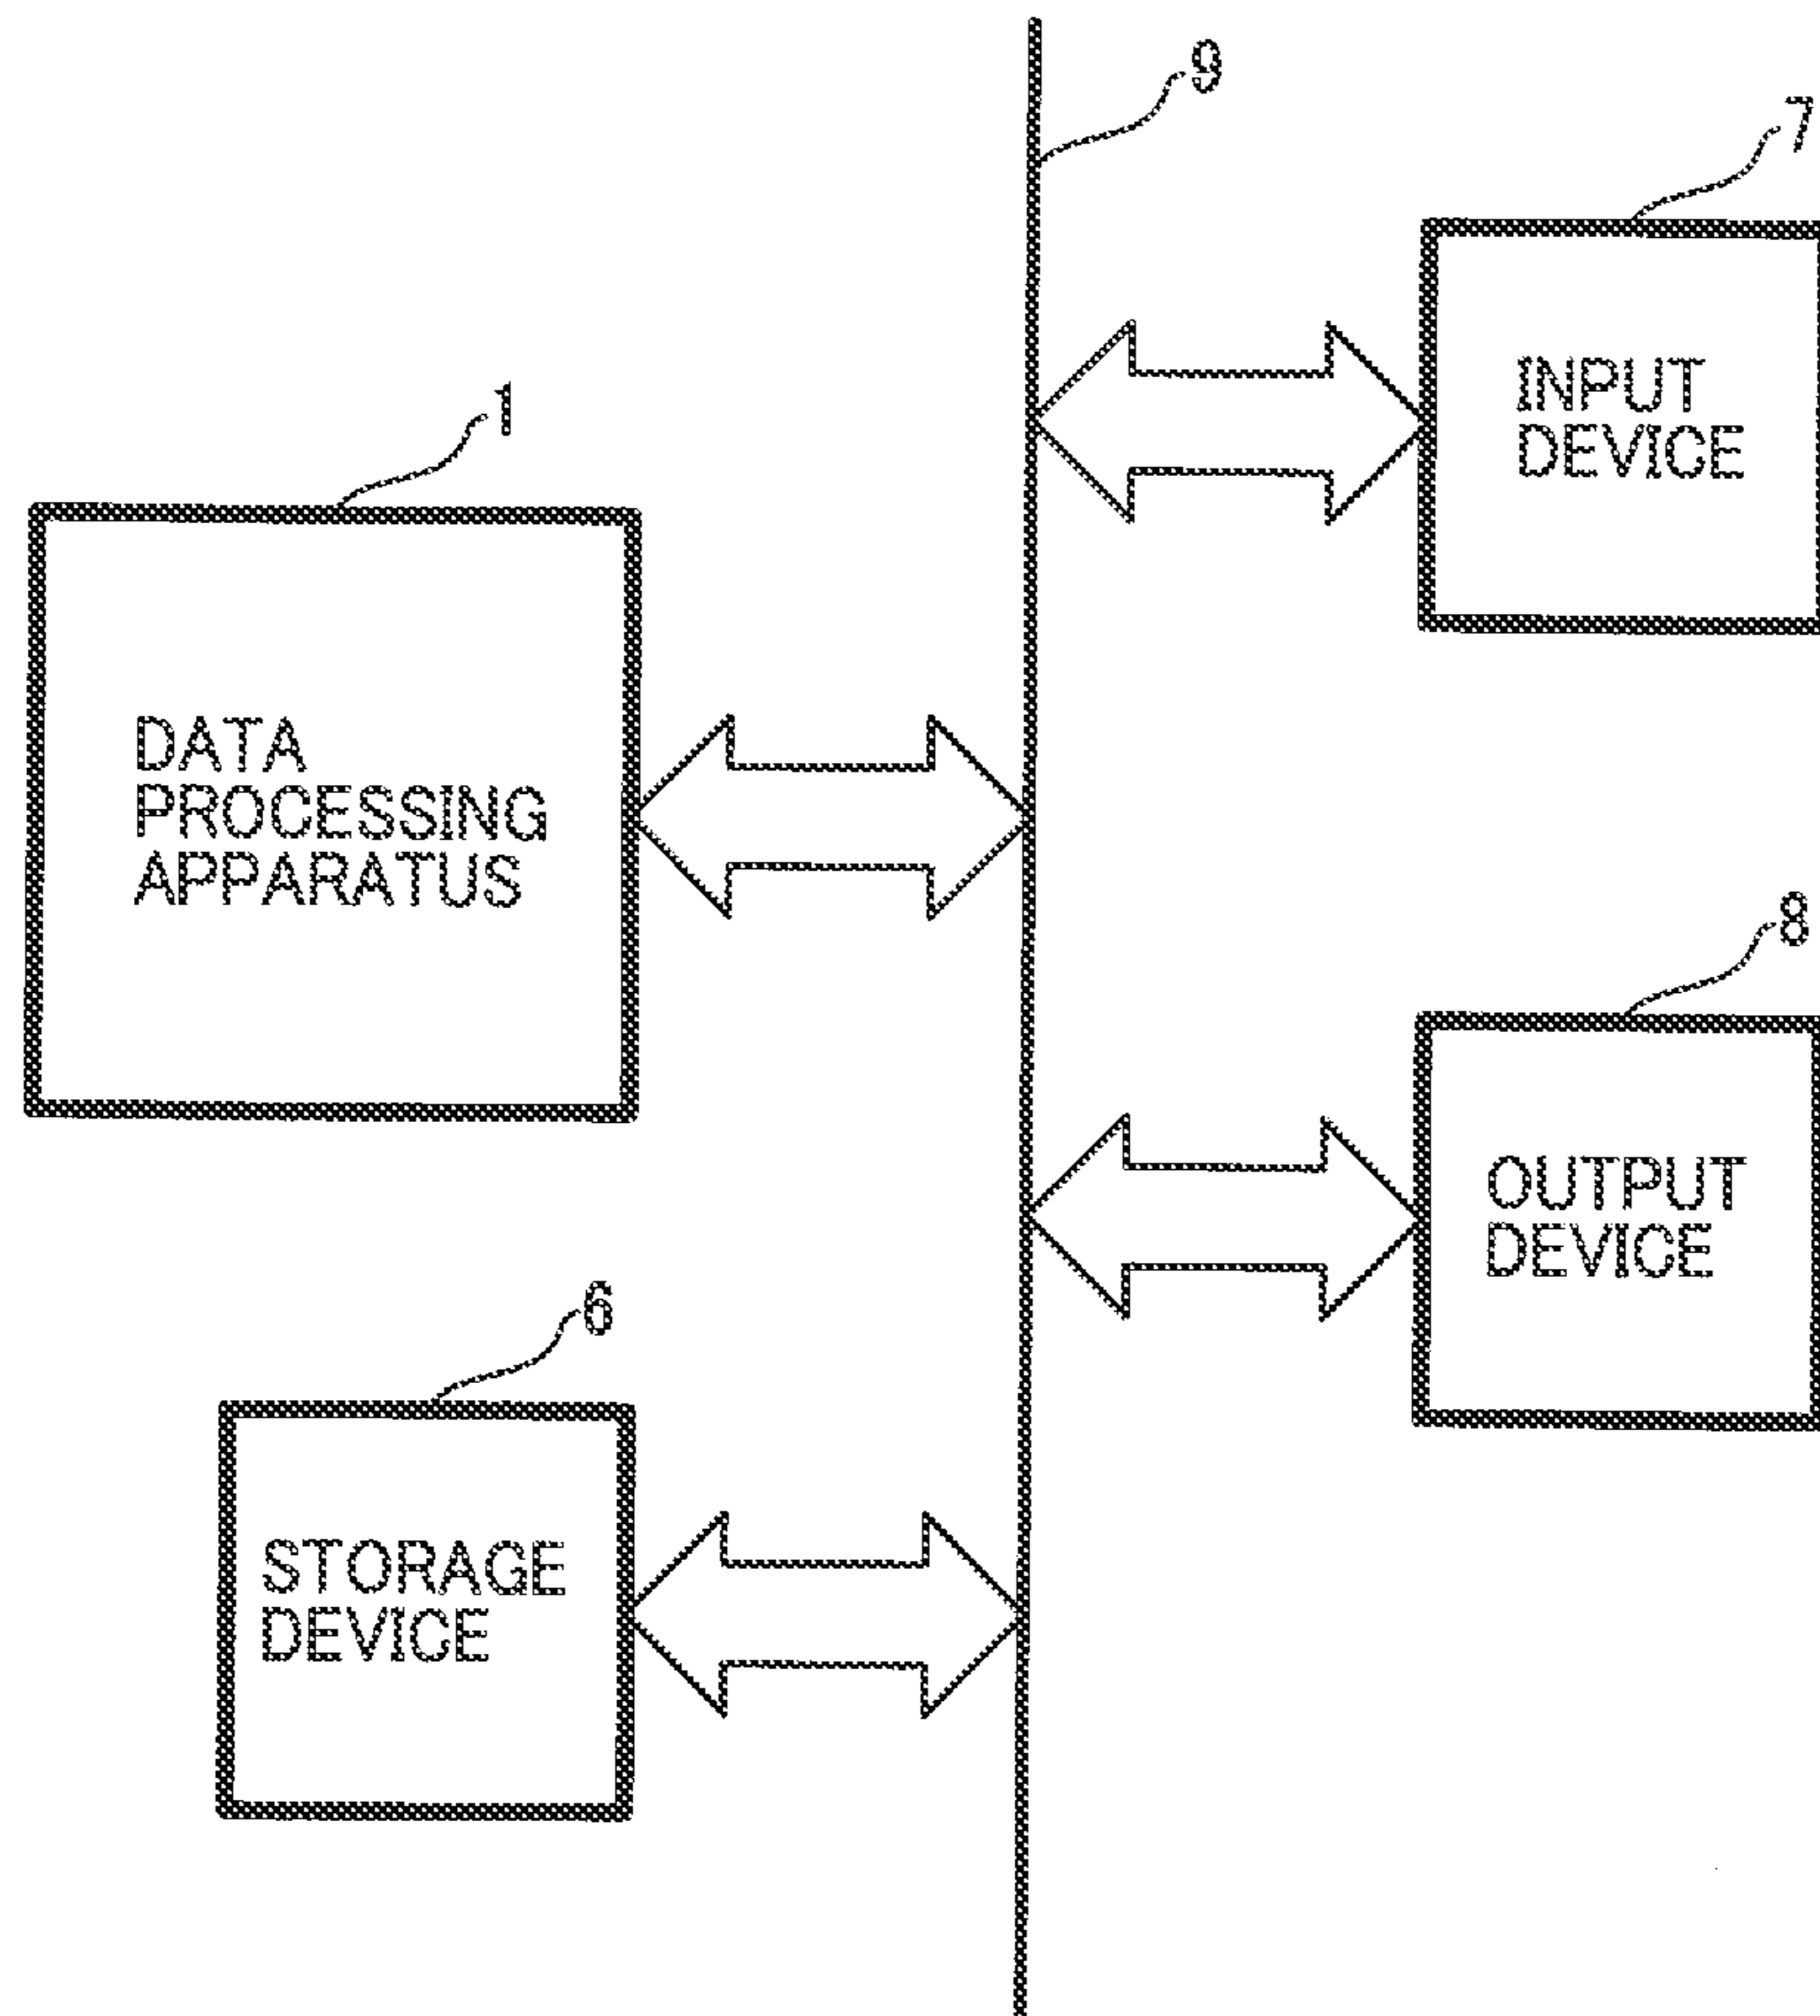 9
7
INPUT
DEVICE
1
DATA
PROCESSING
APPARATUS
8
OUTPUT
DEVICE
6
STORAGE
DEVICE